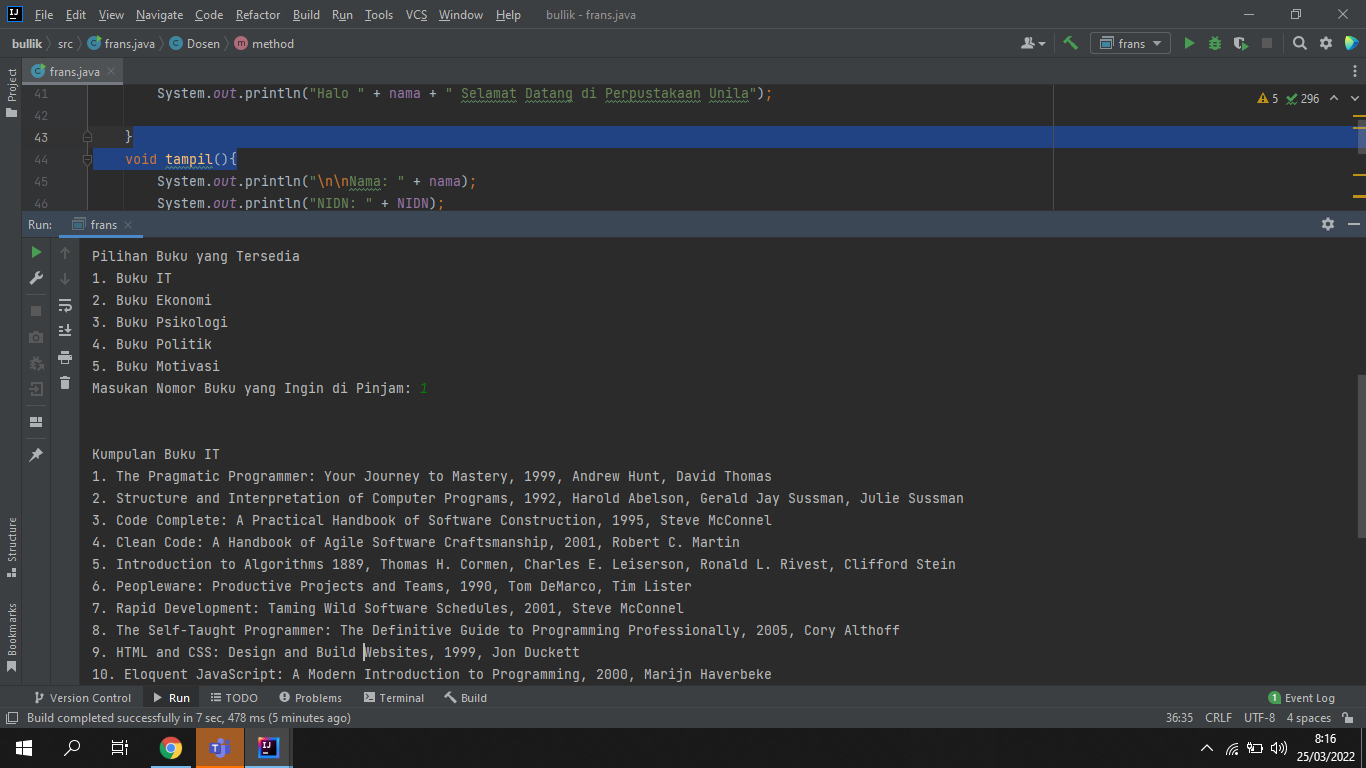 File Edit View Navigate Code Refactor Build Run Tools VCS Window Help bullik - frans.java
bullik src frans.java Dosen m method frans
Project
frans.java
41 System.out.println("Halo " + nama + " Selamat Datang di Perpustakaan Unila");
5 296
42
43 }
44 void tampil(){
45 System.out.println("\n\nNama: " + nama);
46 System.out.println("NIDN: " + NIDN);
Run: frans
Pilihan Buku yang Tersedia
1. Buku IT
2. Buku Ekonomi
3. Buku Psikologi
4. Buku Politik
5. Buku Motivasi
Masukan Nomor Buku yang Ingin di Pinjam: 1
Kumpulan Buku IT
1. The Pragmatic Programmer: Your Journey to Mastery, 1999, Andrew Hunt, David Thomas
2. Structure and Interpretation of Computer Programs, 1992, Harold Abelson, Gerald Jay Sussman, Julie Sussman
3. Code Complete: A Practical Handbook of Software Construction, 1995, Steve McConnel
4. Clean Code: A Handbook of Agile Software Craftsmanship, 2001, Robert C. Martin
5. Introduction to Algorithms 1889, Thomas H. Cormen, Charles E. Leiserson, Ronald L. Rivest, Clifford Stein
6. Peopleware: Productive Projects and Teams, 1990, Tom DeMarco, Tim Lister
7. Rapid Development: Taming Wild Software Schedules, 2001, Steve McConnel
8. The Self-Taught Programmer: The Definitive Guide to Programming Professionally, 2005, Cory Althoff
9. HTML and CSS: Design and Build Websites, 1999, Jon Duckett
10. Eloquent JavaScript: A Modern Introduction to Programming, 2000, Marijn Haverbeke
Structure
Bookmarks
Version Control Run TODO Problems Terminal Build 1 Event Log
Build completed successfully in 7 sec, 478 ms (5 minutes ago) 36:35 CRLF UTF-8 4 spaces
8:16
25/03/2022